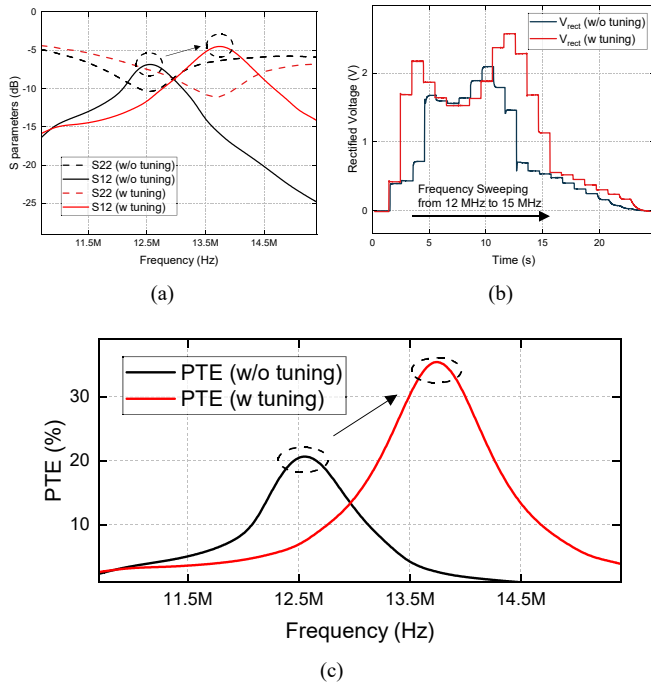 0
-5
-10
-15
-20
-25
S parameters (dB)
S22 (w/o tuning)
S12 (w/o tuning)
S22 (w tuning)
S12 (w tuning)
11.5M 12.5M 13.5M 14.5M
Frequency (Hz)
(a)
V_rect (w/o tuning)
V_rect (w tuning)
2
1
0
Rectified Voltage (V)
Frequency Sweeping
from 12 MHz to 15 MHz
0 5 10 15 20
Time (s)
(b)
PTE (w/o tuning)
PTE (w tuning)
30
20
10
PTE (%)
11.5M 12.5M 13.5M 14.5M
Frequency (Hz)
(c)